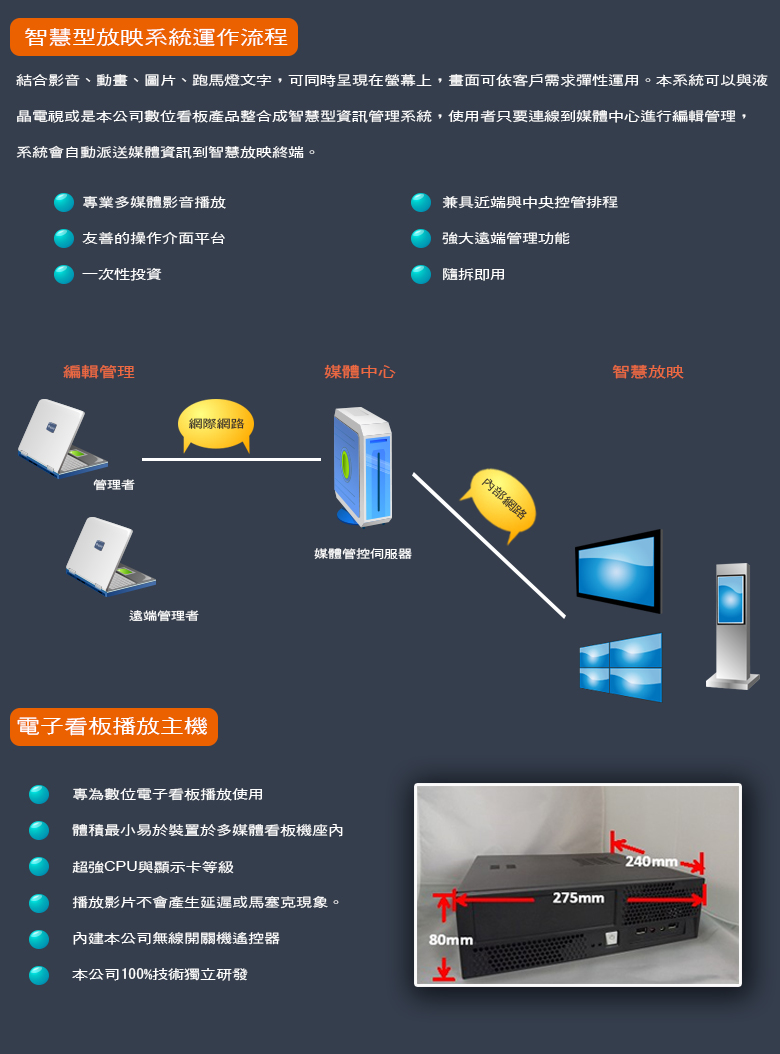 智慧型放映系統運作流程
結合影音、動畫、圖片、跑馬燈文字，可同時呈現在螢幕上，畫面可依客戶需求彈性運用。本系統可以與液
晶電視或是本公司數位看板產品整合成智慧型資訊管理系統，使用者只要連線到媒體中心進行編輯管理，
系統會自動派送媒體資訊到智慧放映終端。
專業多媒體影音播放
兼具近端與中央控管排程
友善的操作介面平台
強大遠端管理功能
一次性投資
隨拆即用
編輯管理
媒體中心
智慧放映
網際網路
管理者
內部網路
媒體管控伺服器
遠端管理者
電子看板播放主機
專為數位電子看板播放使用
體積最小易於裝置於多媒體看板機座內
超強CPU與顯示卡等級
播放影片不會產生延遲或馬塞克現象。
內建本公司無線開關機遙控器
本公司100%技術獨立研發
240mm
275mm
80mm